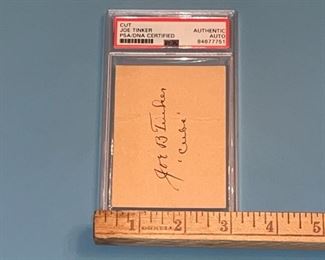 CUT
JOE TINKER
PSA/DNA CERTIFIED
AUTHENTIC
AUTO
84677751
Joe B Tinker
'Cubs'
1 2 3 4 5